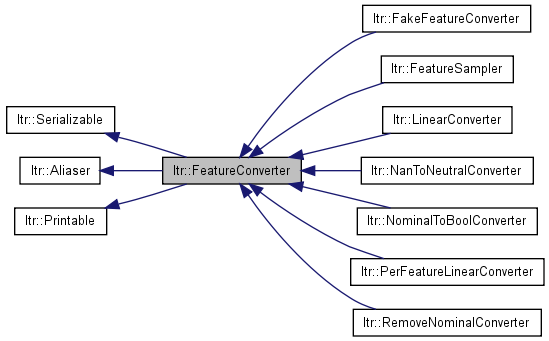 ltr::FakeFeatureConverter
ltr::FeatureSampler
ltr::Serializable
ltr::LinearConverter
ltr::Aliaser
ltr::FeatureConverter
ltr::NanToNeutralConverter
ltr::Printable
ltr::NominalToBoolConverter
ltr::PerFeatureLinearConverter
ltr::RemoveNominalConverter